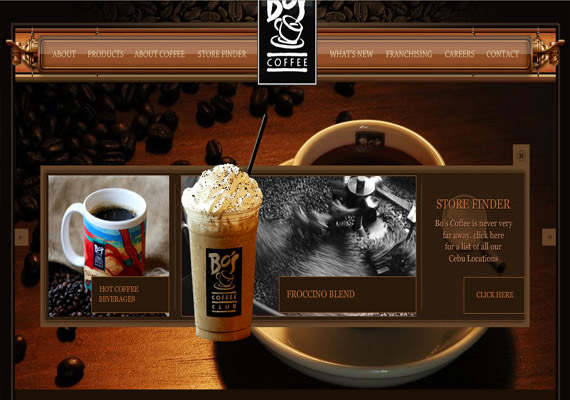 Bo's
COFFEE
ABOUT PRODUCTS ABOUT COFFEE STORE FINDER WHAT'S NEW FRANCHISING CAREERS CONTACT
Bo's
COFFEE
CLUB
HOT COFFEE
BEVERAGES
FROCCINO BLEND
STORE FINDER
Bo's Coffee is never very
far away. click here
for a list of all our
Cebu Locations
CLICK HERE